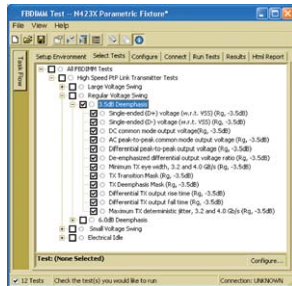 FBDIMM Test -- N423X Parametric Fixture*
File View Help
Task Flow
Setup Environment Select Tests Configure Connect Run Tests Results Html Report
All FBDIMM Tests
High Speed PtP Link Transmitter Tests
Large Voltage Swing
Regular Voltage Swing
3.5dB Deemphasis
Single-ended (D+) voltage (w.r.t. VSS) (Rg, -3.5dB)
Single-ended (D-) voltage (w.r.t. VSS) (Rg, -3.5dB)
DC common mode output voltage(Rg, -3.5dB)
AC peak-to-peak common mode output voltage (Rg, -3.5dB)
Differential peak-to-peak output voltage (Rg, -3.5dB)
De-emphasized differential output voltage ratio (Rg, -3.5dB)
Minimum TX eye width, 3.2 and 4.0 Gb/s (Rg, -3.5dB)
TX Transition Mask (Rg, -3.5dB)
TX Deemphasis Mask (Rg, -3.5dB)
Differential TX output rise time (Rg, -3.5dB)
Differential TX output fall time (Rg, -3.5dB)
Maximum TX deterministic jitter, 3.2 and 4.0 Gb/s (Rg, -3.5dB)
6.0dB Deemphasis
Small Voltage Swing
Electrical Idle
Test: (None Selected)
Configure...
12 Tests Check the test(s) you would like to run Connection: UNKNOWN